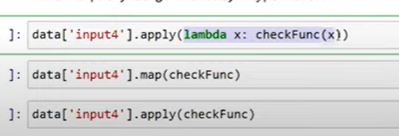 ]: data['input4'].apply(lambda x: checkFunc(x))
]: data['input4'].map(checkFunc)
]: data['input4'].apply(checkFunc)